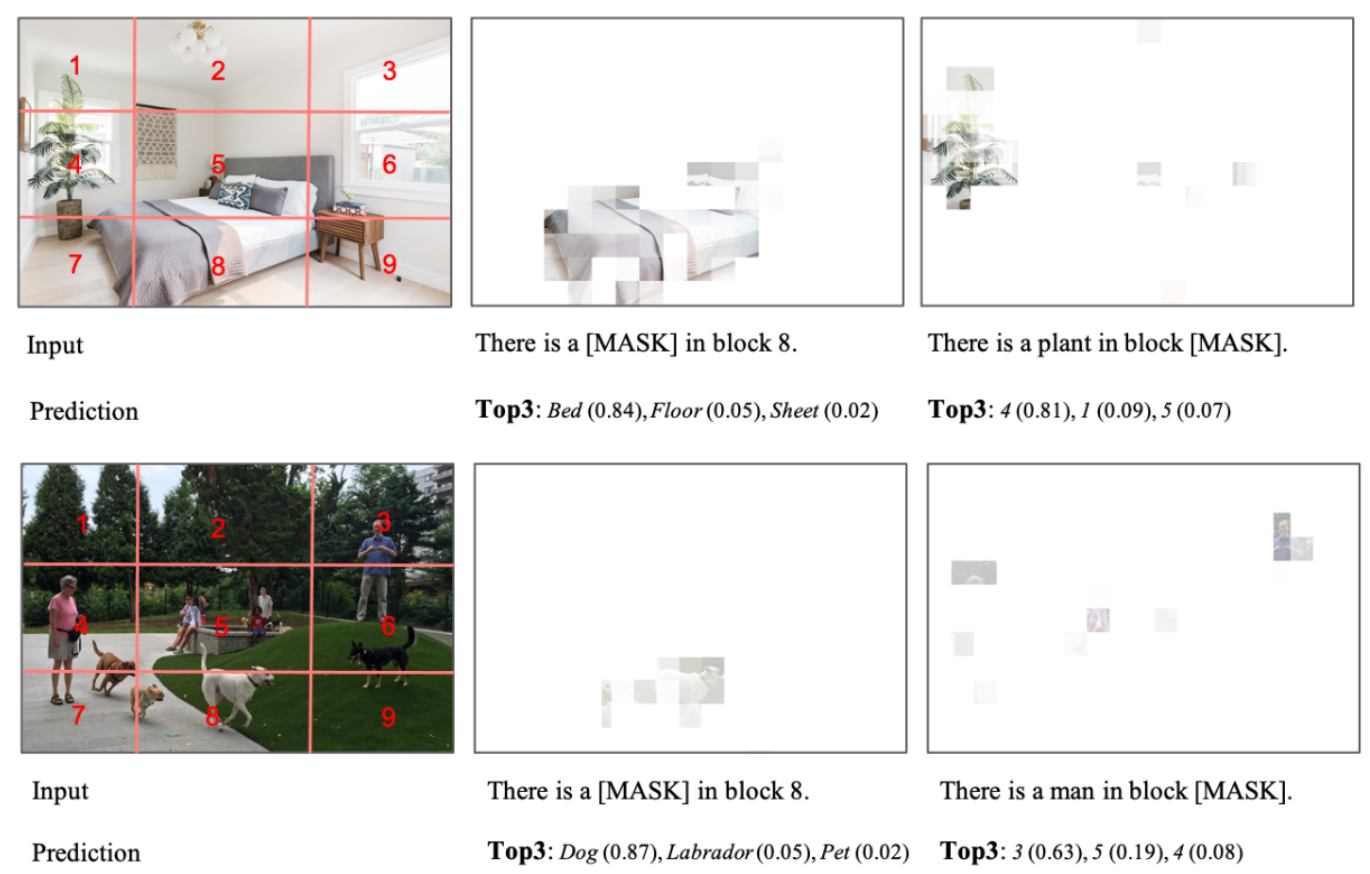 1 2 3
4 5 6
7 8 9
Input
There is a [MASK] in block 8.
There is a plant in block [MASK].
Prediction
Top3: Bed (0.84), Floor (0.05), Sheet (0.02)
Top3: 4 (0.81), 1 (0.09), 5 (0.07)
1 2 3
4 5 6
7 8 9
Input
There is a [MASK] in block 8.
There is a man in block [MASK].
Prediction
Top3: Dog (0.87), Labrador (0.05), Pet (0.02)
Top3: 3 (0.63), 5 (0.19), 4 (0.08)